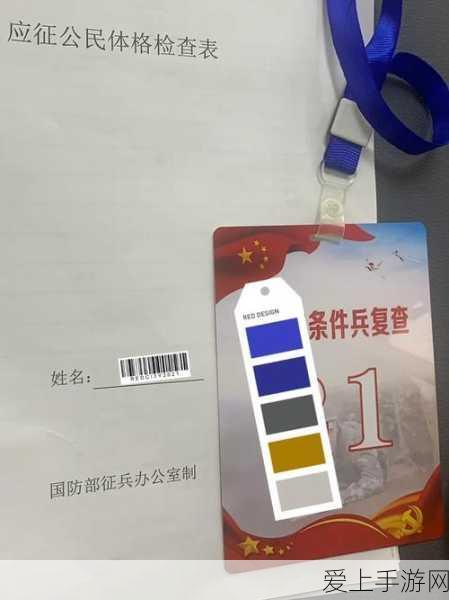 应征公民体格检查表
RED DESIGN
条件兵复查
21
姓名:
国防部征兵办公室制
爱上手游网